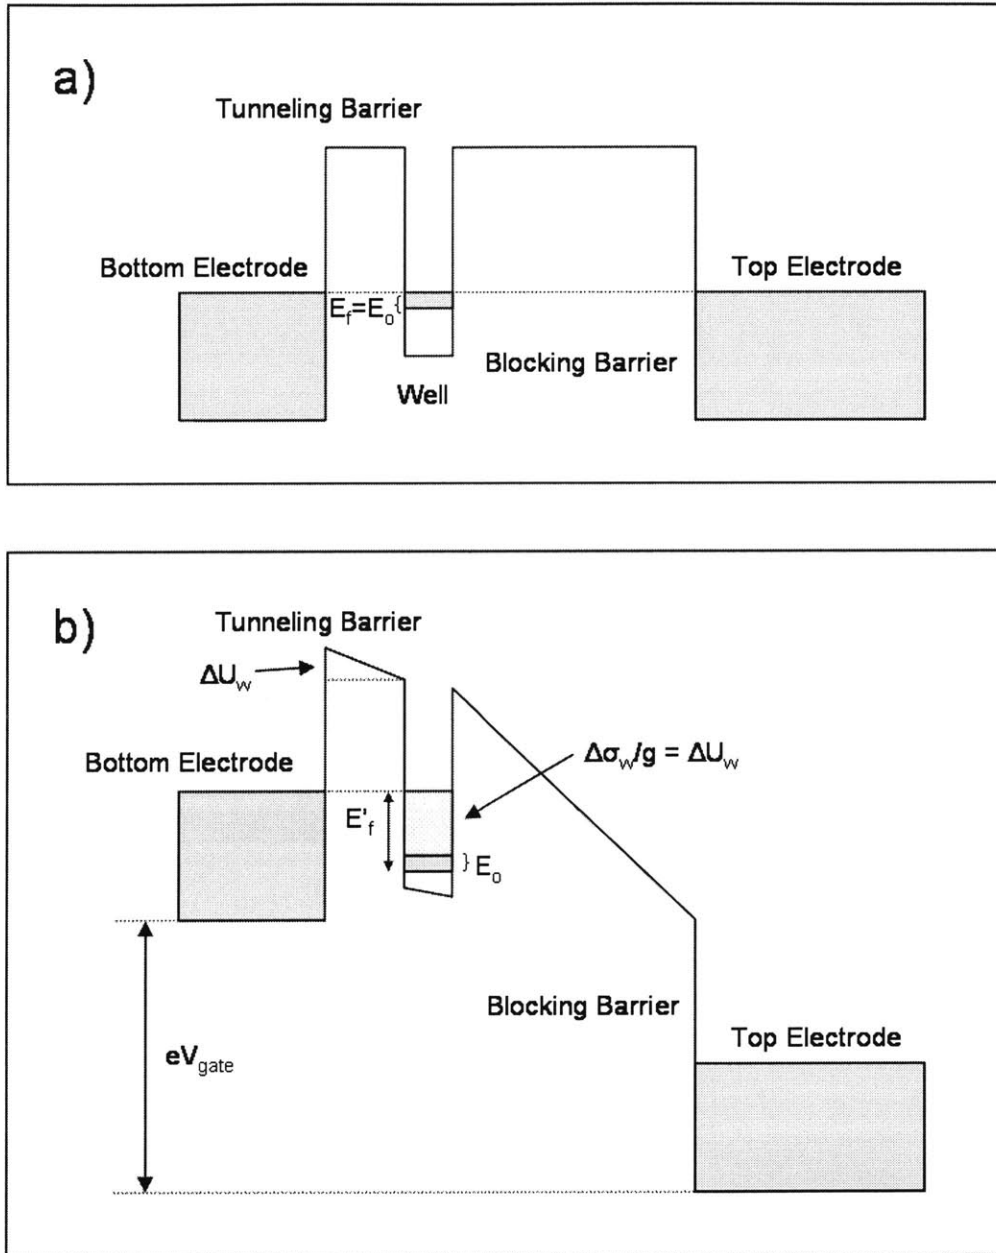 a)
Tunneling Barrier
Bottom Electrode
Top Electrode
E_f=E_o {
Blocking Barrier
Well
b)
Tunneling Barrier
ΔU_w
Bottom Electrode
Δσ_w/g = ΔU_w
E'_f
} E_o
Blocking Barrier
Top Electrode
eV_gate